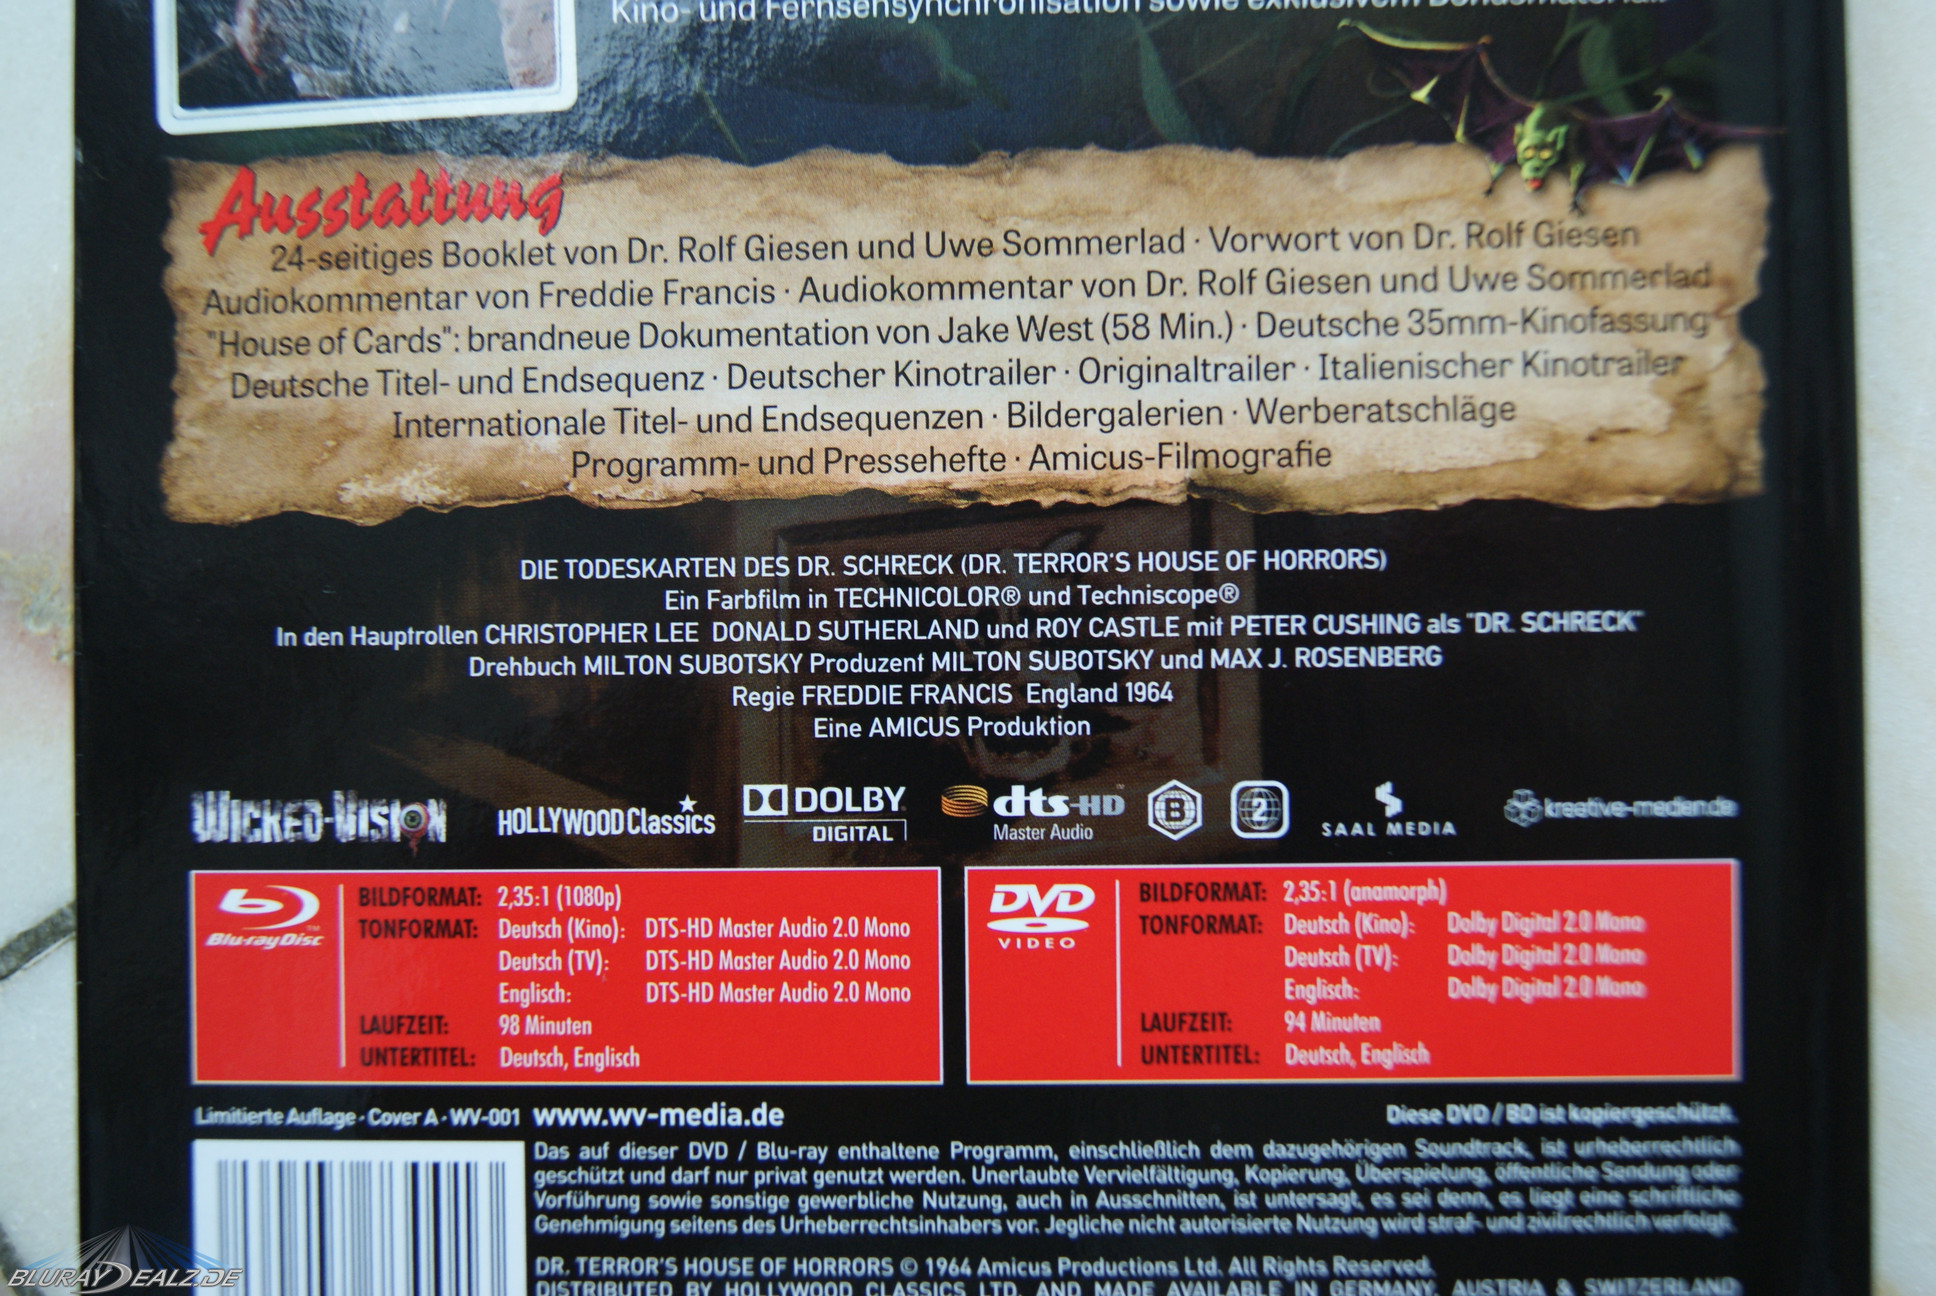 Kino- und Fernsensynchronisation sowie exklusivem Bonusmaterial.
Ausstattung
24-seitiges Booklet von Dr. Rolf Giesen und Uwe Sommerlad · Vorwort von Dr. Rolf Giesen
Audiokommentar von Freddie Francis · Audiokommentar von Dr. Rolf Giesen und Uwe Sommerlad
"House of Cards": brandneue Dokumentation von Jake West (58 Min.) · Deutsche 35mm-Kinofassung
Deutsche Titel- und Endsequenz · Deutscher Kinotrailer · Originaltrailer · Italienischer Kinotrailer
Internationale Titel- und Endsequenzen · Bildergalerien · Werberatschläge
Programm- und Pressehefte · Amicus-Filmografie
DIE TODESKARTEN DES DR. SCHRECK (DR. TERROR'S HOUSE OF HORRORS)
Ein Farbfilm in TECHNICOLOR® und Techniscope®
In den Hauptrollen CHRISTOPHER LEE DONALD SUTHERLAND und ROY CASTLE mit PETER CUSHING als "DR. SCHRECK"
Drehbuch MILTON SUBOTSKY Produzent MILTON SUBOTSKY und MAX J. ROSENBERG
Regie FREDDIE FRANCIS England 1964
Eine AMICUS Produktion
WICKED-VISION HOLLYWOOD Classics DOLBY DIGITAL dts-HD Master Audio B 2 SAAL MEDIA kreative-medien.de
Blu-ray Disc™
BILDFORMAT: 2,35:1 (1080p)
TONFORMAT: Deutsch (Kino): DTS-HD Master Audio 2.0 Mono
Deutsch (TV): DTS-HD Master Audio 2.0 Mono
Englisch: DTS-HD Master Audio 2.0 Mono
LAUFZEIT: 98 Minuten
UNTERTITEL: Deutsch, Englisch
DVD VIDEO
BILDFORMAT: 2,35:1 (anamorph)
TONFORMAT: Deutsch (Kino): Dolby Digital 2.0 Mono
Deutsch (TV): Dolby Digital 2.0 Mono
Englisch: Dolby Digital 2.0 Mono
LAUFZEIT: 94 Minuten
UNTERTITEL: Deutsch, Englisch
Limitierte Auflage · Cover A · WV-001 www.wv-media.de Diese DVD / BD ist kopiergeschützt.
Das auf dieser DVD / Blu-ray enthaltene Programm, einschließlich dem dazugehörigen Soundtrack, ist urheberrechtlich
geschützt und darf nur privat genutzt werden. Unerlaubte Vervielfältigung, Kopierung, Überspielung, öffentliche Sendung oder
Vorführung sowie sonstige gewerbliche Nutzung, auch in Ausschnitten, ist untersagt, es sei denn, es liegt eine schriftliche
Genehmigung seitens des Urheberrechtsinhabers vor. Jegliche nicht autorisierte Nutzung wird straf- und zivilrechtlich verfolgt.
DR. TERROR'S HOUSE OF HORRORS © 1964 Amicus Productions Ltd. All Rights Reserved.
DISTRIBUTED BY HOLLYWOOD CLASSICS LTD. AND MADE AVAILABLE IN GERMANY, AUSTRIA & SWITZERLAND
BLURAYDEALZ.DE